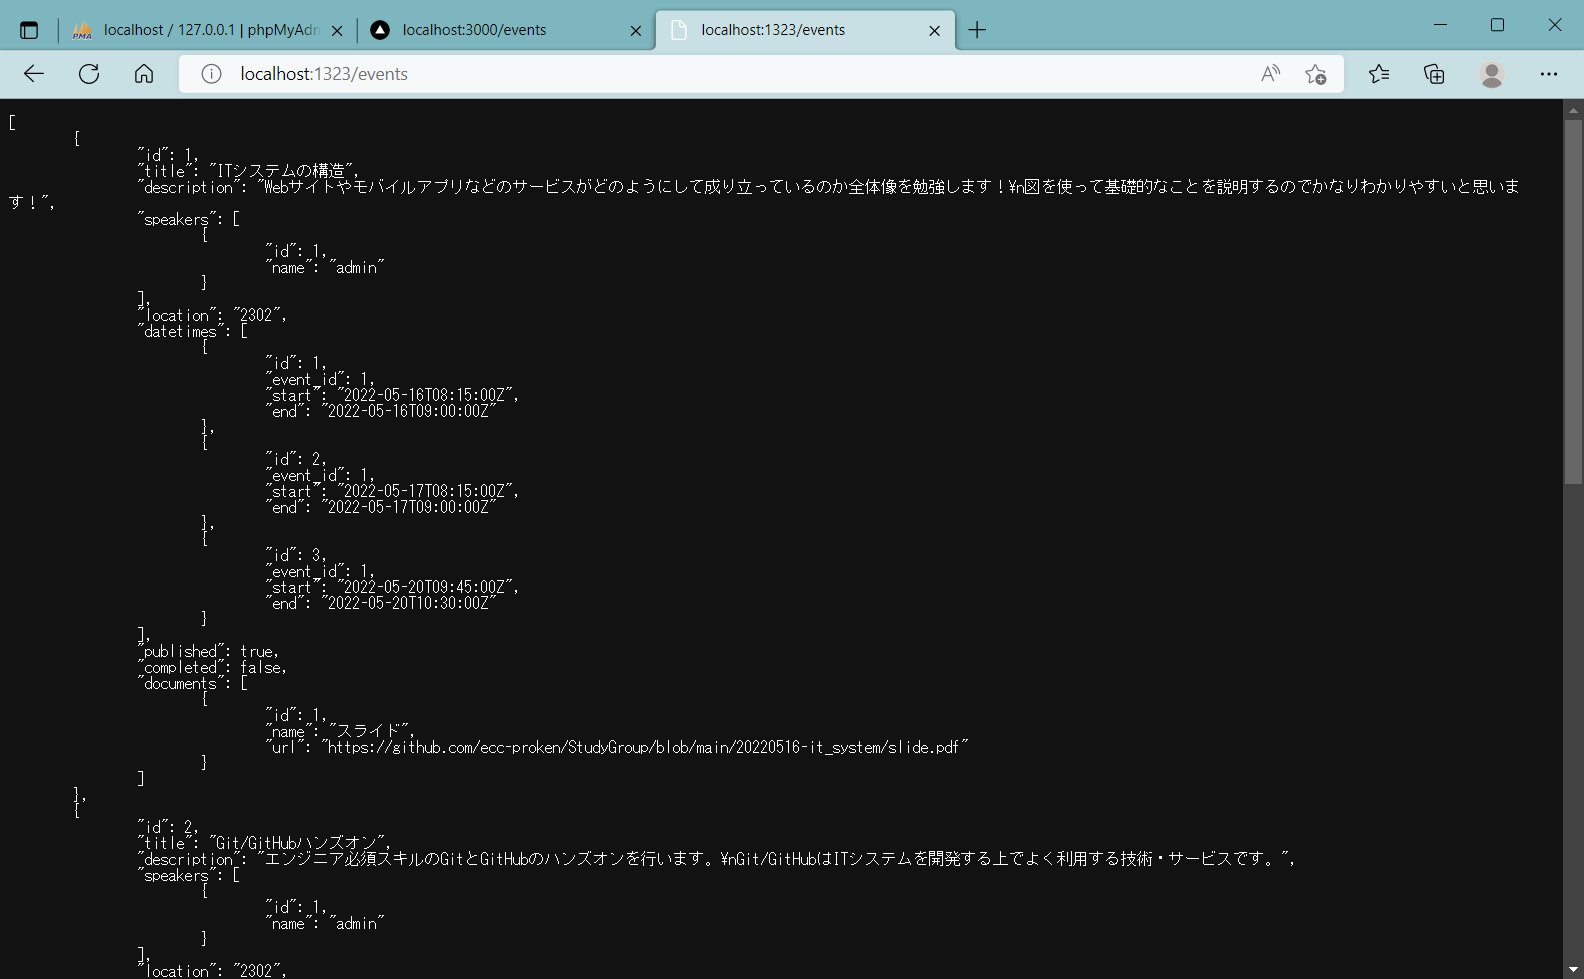 localhost / 127.0.0.1 | phpMyAdn
localhost:3000/events
localhost:1323/events
localhost:1323/events
[
{
"id": 1,
"title": "ITシステムの構造",
"description": "Webサイトやモバイルアプリなどのサービスがどのようにして成り立っているのか全体像を勉強します！\n図を使って基礎的なことを説明するのでかなりわかりやすいと思いま
す！",
"speakers": [
{
"id": 1,
"name": "admin"
}
],
"location": "2302",
"datetimes": [
{
"id": 1,
"event_id": 1,
"start": "2022-05-16T08:15:00Z",
"end": "2022-05-16T09:00:00Z"
},
{
"id": 2,
"event_id": 1,
"start": "2022-05-17T08:15:00Z",
"end": "2022-05-17T09:00:00Z"
},
{
"id": 3,
"event_id": 1,
"start": "2022-05-20T09:45:00Z",
"end": "2022-05-20T10:30:00Z"
}
],
"published": true,
"completed": false,
"documents": [
{
"id": 1,
"name": "スライド",
"url": "https://github.com/ecc-proken/StudyGroup/blob/main/20220516-it_system/slide.pdf"
}
]
},
{
"id": 2,
"title": "Git/GitHubハンズオン",
"description": "エンジニア必須スキルのGitとGitHubのハンズオンを行います。\nGit/GitHubはITシステムを開発する上でよく利用する技術・サービスです。",
"speakers": [
{
"id": 1,
"name": "admin"
}
],
"location": "2302",